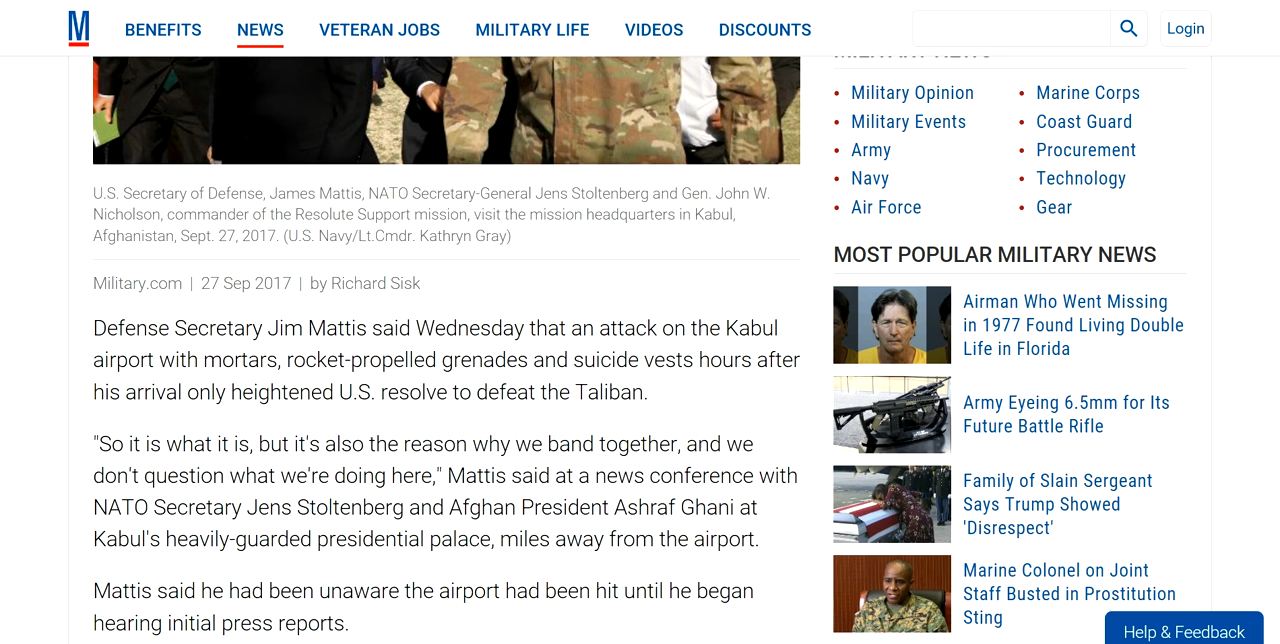 M BENEFITS NEWS VETERAN JOBS MILITARY LIFE VIDEOS DISCOUNTS Login
U.S. Secretary of Defense, James Mattis, NATO Secretary-General Jens Stoltenberg and Gen. John W.
Nicholson, commander of the Resolute Support mission, visit the mission headquarters in Kabul,
Afghanistan, Sept. 27, 2017. (U.S. Navy/Lt.Cmdr. Kathryn Gray)
Military.com | 27 Sep 2017 | by Richard Sisk
Defense Secretary Jim Mattis said Wednesday that an attack on the Kabul
airport with mortars, rocket-propelled grenades and suicide vests hours after
his arrival only heightened U.S. resolve to defeat the Taliban.
"So it is what it is, but it's also the reason why we band together, and we
don't question what we're doing here," Mattis said at a news conference with
NATO Secretary Jens Stoltenberg and Afghan President Ashraf Ghani at
Kabul's heavily-guarded presidential palace, miles away from the airport.
Mattis said he had been unaware the airport had been hit until he began
hearing initial press reports.
MILITARY NEWS
• Military Opinion
• Military Events
• Army
• Navy
• Air Force
• Marine Corps
• Coast Guard
• Procurement
• Technology
• Gear
MOST POPULAR MILITARY NEWS
Airman Who Went Missing
in 1977 Found Living Double
Life in Florida
Army Eyeing 6.5mm for Its
Future Battle Rifle
Family of Slain Sergeant
Says Trump Showed
'Disrespect'
Marine Colonel on Joint
Staff Busted in Prostitution
Sting
Help & Feedback